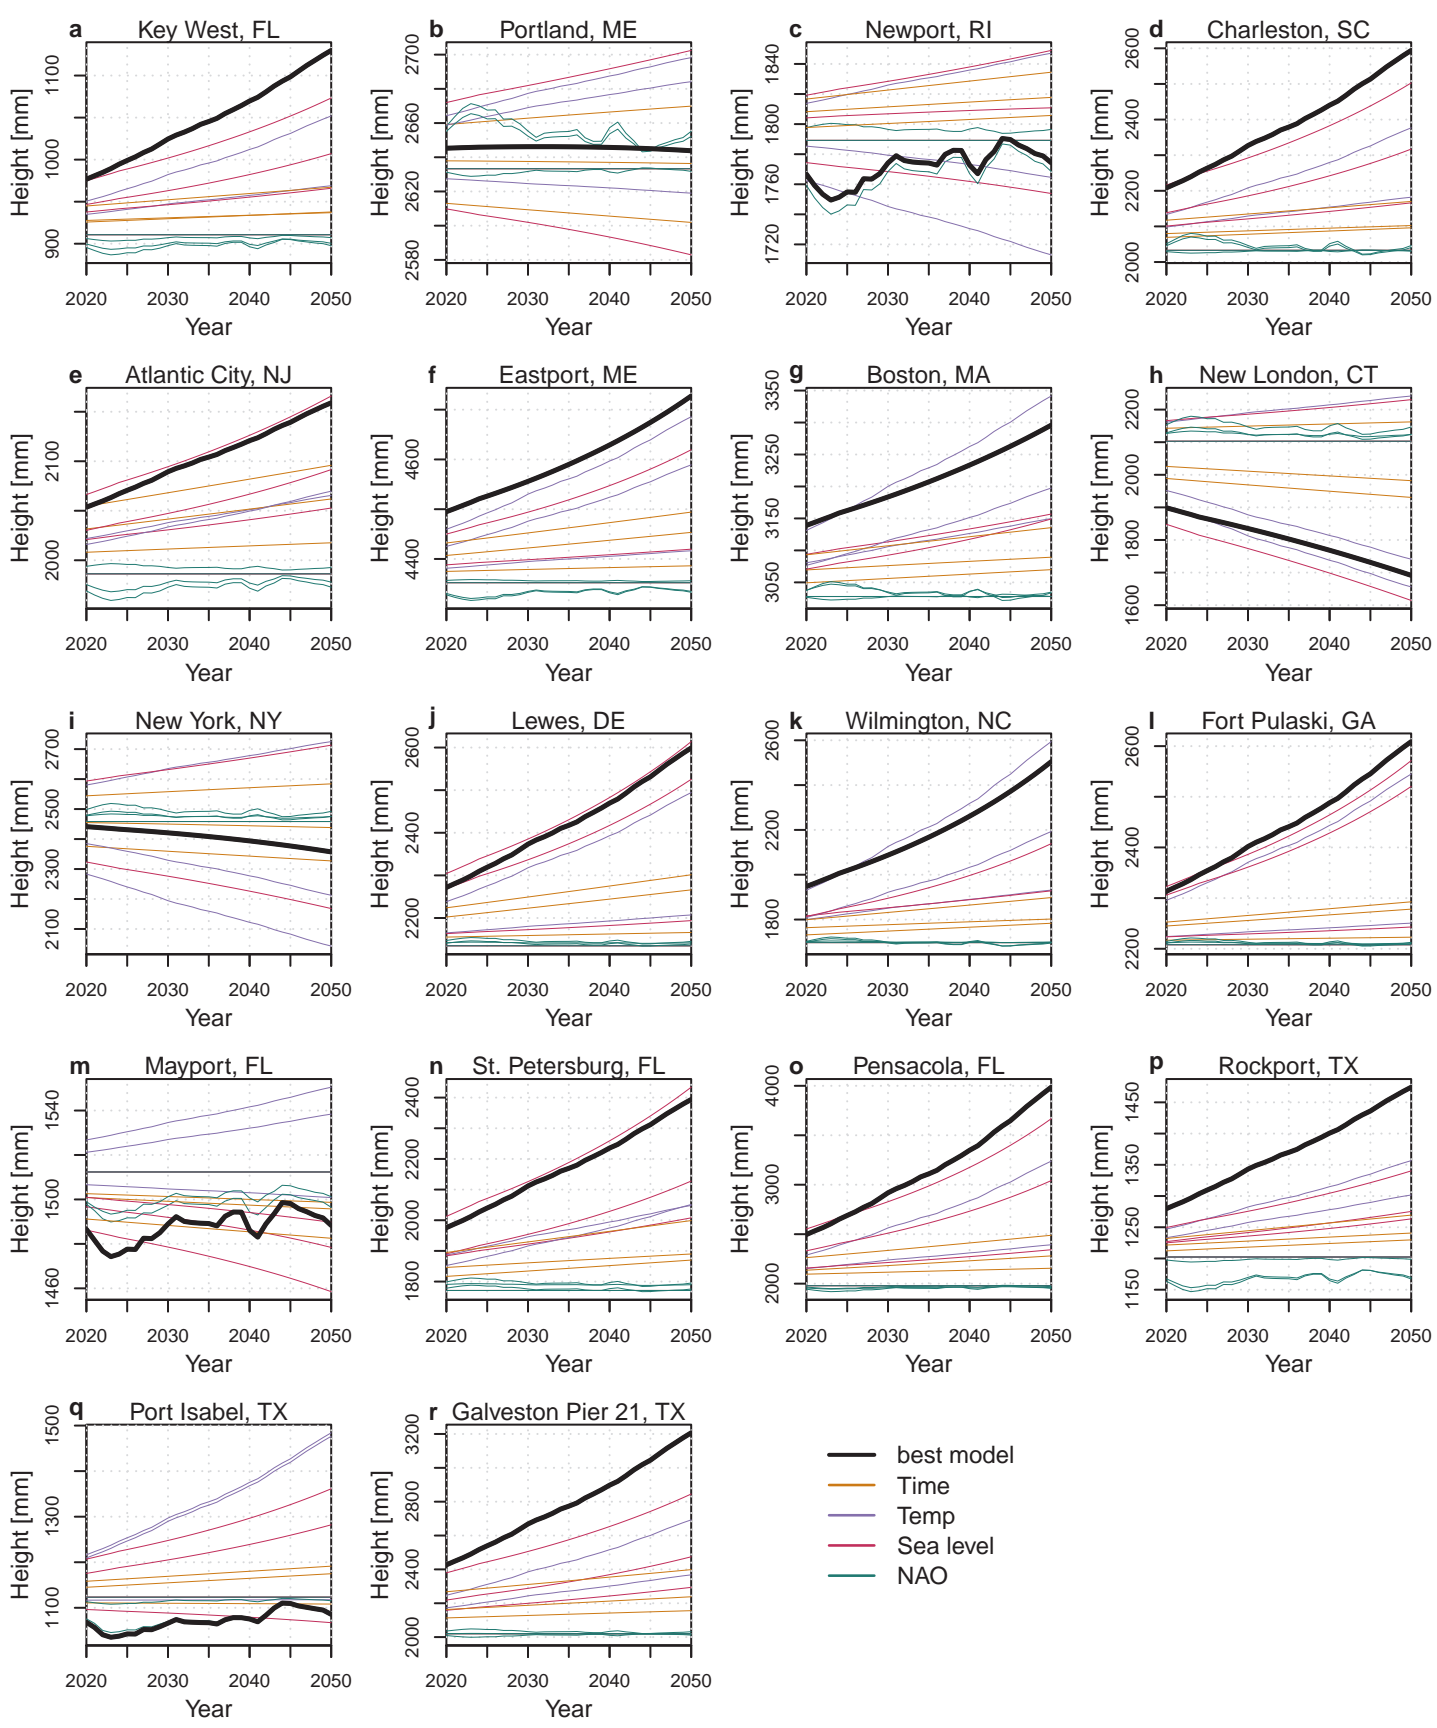 a Key West, FL
b Portland, ME
c Newport, RI
d Charleston, SC
Height [mm] 900 1000 1100
Height [mm] 2580 2620 2660 2700
Height [mm] 1720 1760 1800 1840
Height [mm] 2000 2200 2400 2600
2020 2030 2040 2050
2020 2030 2040 2050
2020 2030 2040 2050
2020 2030 2040 2050
Year
Year
Year
Year
e Atlantic City, NJ
f Eastport, ME
g Boston, MA
h New London, CT
Height [mm] 2000 2100
Height [mm] 4400 4600
Height [mm] 3050 3150 3250 3350
Height [mm] 1600 1800 2000 2200
2020 2030 2040 2050
2020 2030 2040 2050
2020 2030 2040 2050
2020 2030 2040 2050
Year
Year
Year
Year
i New York, NY
j Lewes, DE
k Wilmington, NC
l Fort Pulaski, GA
Height [mm] 2100 2300 2500 2700
Height [mm] 2200 2400 2600
Height [mm] 1800 2200 2600
Height [mm] 2200 2400 2600
2020 2030 2040 2050
2020 2030 2040 2050
2020 2030 2040 2050
2020 2030 2040 2050
Year
Year
Year
Year
m Mayport, FL
n St. Petersburg, FL
o Pensacola, FL
p Rockport, TX
Height [mm] 1460 1500 1540
Height [mm] 1800 2000 2200 2400
Height [mm] 2000 3000 4000
Height [mm] 1150 1250 1350 1450
2020 2030 2040 2050
2020 2030 2040 2050
2020 2030 2040 2050
2020 2030 2040 2050
Year
Year
Year
Year
q Port Isabel, TX
r Galveston Pier 21, TX
Height [mm] 1100 1300 1500
Height [mm] 2000 2400 2800 3200
2020 2030 2040 2050
2020 2030 2040 2050
Year
Year
best model
Time
Temp
Sea level
NAO